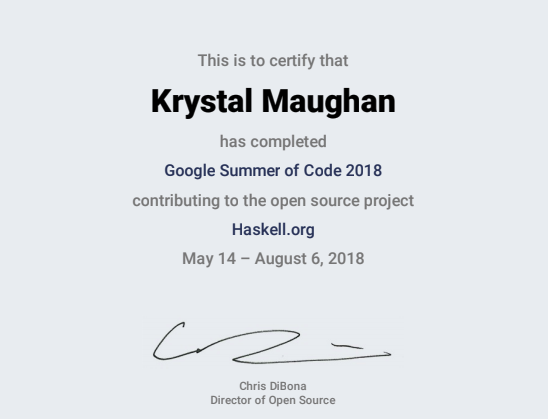 This is to certify that
Krystal Maughan
has completed
Google Summer of Code 2018
contributing to the open source project
Haskell.org
May 14 – August 6, 2018
Chris DiBona
Director of Open Source